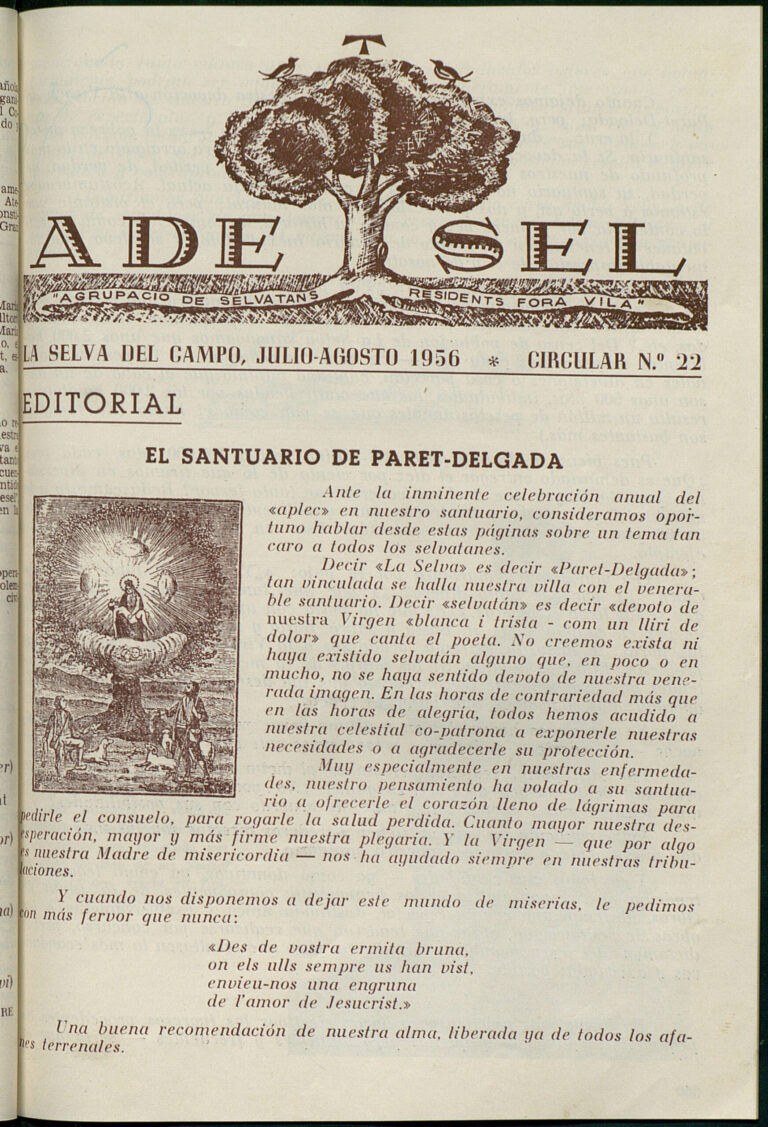 ADE SEL
"AGRUPACIO DE SELVATANS RESIDENTS FORA VILA"
LA SELVA DEL CAMPO, JULIO-AGOSTO 1956 * CIRCULAR N.º 22
EDITORIAL
EL SANTUARIO DE PARET-DELGADA
Ante la inminente celebración anual del
«aplec» en nuestro santuario, consideramos opor-
tuno hablar desde estas páginas sobre un tema tan
caro a todos los selvatanes.
Decir «La Selva» es decir «Paret-Delgada»;
tan vinculada se halla nuestra villa con el venera-
ble santuario. Decir «selvatán» es decir «devoto de
nuestra Virgen «blanca i trista - com un lliri de
dolor» que canta el poeta. No creemos exista ni
haya existido selvatán alguno que, en poco o en
mucho, no se haya sentido devoto de nuestra vene-
rada imagen. En las horas de contrariedad más que
en las horas de alegría, todos hemos acudido a
nuestra celestial co-patrona a exponerle nuestras
necesidades o a agradecerle su protección.
Muy especialmente en nuestras enfermeda-
des, nuestro pensamiento ha volado a su santua-
rio a ofrecerle el corazón lleno de lágrimas para
pedirle el consuelo, para rogarle la salud perdida. Cuanto mayor nuestra des-
esperación, mayor y más firme nuestra plegaria. Y la Virgen — que por algo
es nuestra Madre de misericordia — nos ha ayudado siempre en nuestras tribu-
laciones.
Y cuando nos disponemos a dejar este mundo de miserias, le pedimos
con más fervor que nunca:
«Des de vostra ermita bruna,
on els ulls sempre us han vist,
envieu-nos una engruna
de l'amor de Jesucrist.»
Una buena recomendación de nuestra alma, liberada ya de todos los afa-
nes terrenales.